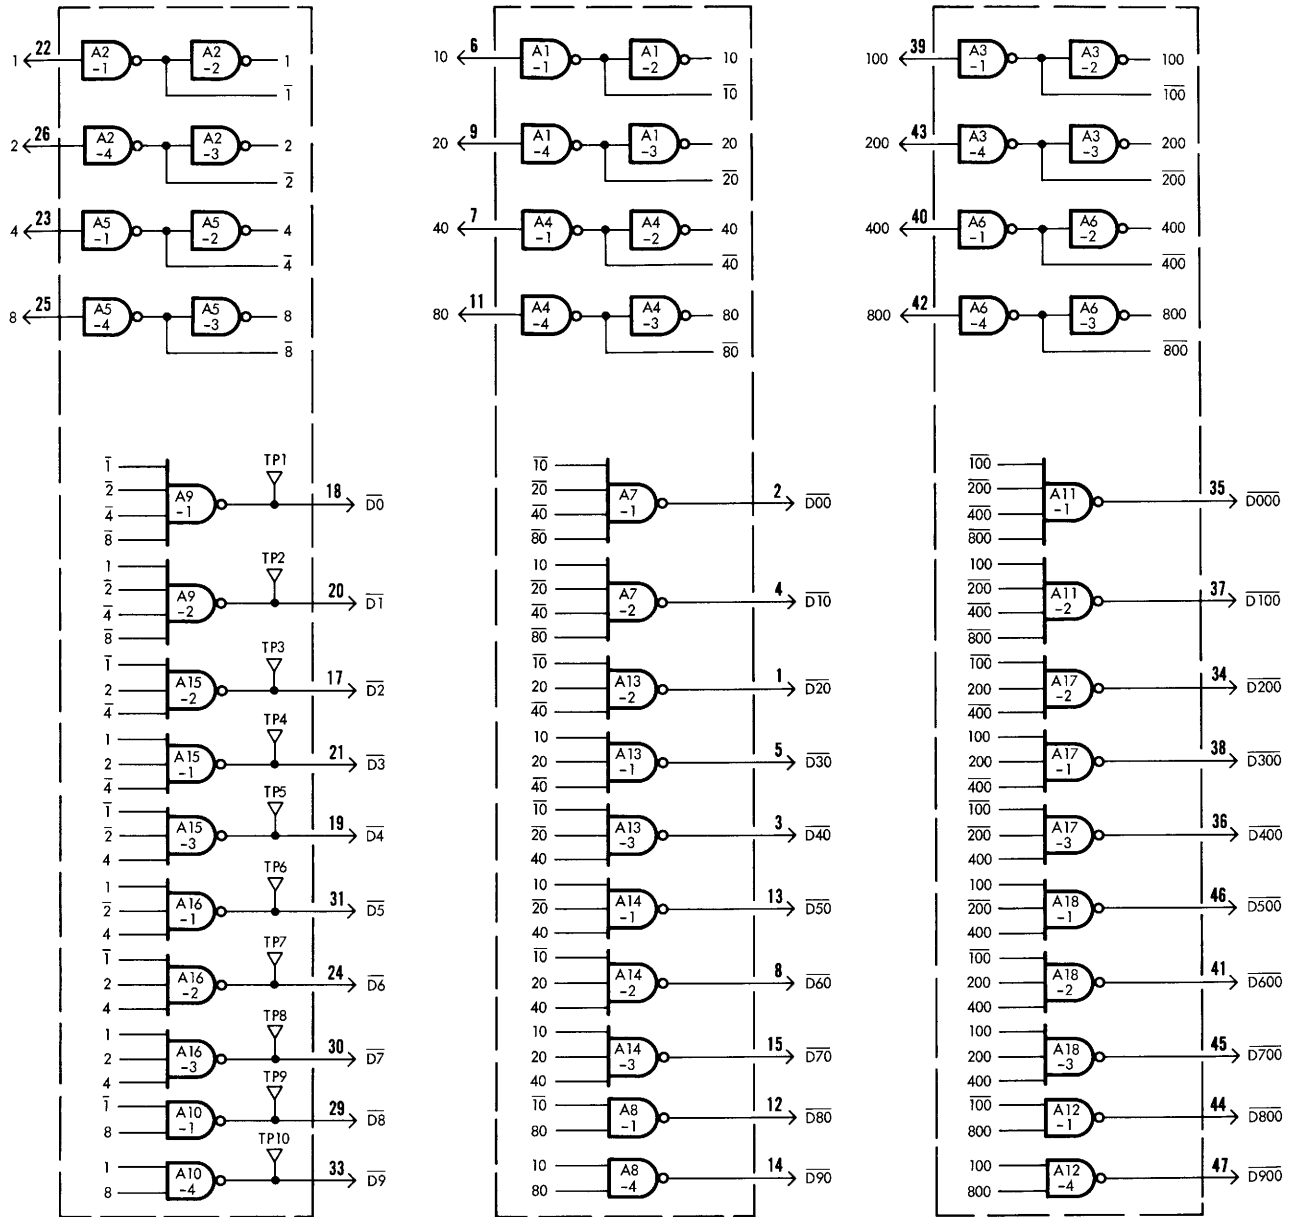 1 22 A2 -1 A2 -2 1
1̅
2 26 A2 -4 A2 -3 2
2̅
4 23 A5 -1 A5 -2 4
4̅
8 25 A5 -4 A5 -3 8
8̅
1̅ 2̅ 4̅ 8̅ A9 -1 TP1 18 D̅0̅
1 2̅ 4̅ 8̅ A9 -2 TP2 20 D̅1̅
1̅ 2 4̅ A15 -2 TP3 17 D̅2̅
1 2 4̅ A15 -1 TP4 21 D̅3̅
1̅ 2̅ 4 A15 -3 TP5 19 D̅4̅
1 2̅ 4 A16 -1 TP6 31 D̅5̅
1̅ 2 4 A16 -2 TP7 24 D̅6̅
1 2 4 A16 -3 TP8 30 D̅7̅
1̅ 8 A10 -1 TP9 29 D̅8̅
1 8 A10 -4 TP10 33 D̅9̅
10 6 A1 -1 A1 -2 10
1̅0̅
20 9 A1 -4 A1 -3 20
2̅0̅
40 7 A4 -1 A4 -2 40
4̅0̅
80 11 A4 -4 A4 -3 80
8̅0̅
1̅0̅ 2̅0̅ 4̅0̅ 8̅0̅ A7 -1 2 D̅0̅0̅
10 2̅0̅ 4̅0̅ 8̅0̅ A7 -2 4 D̅1̅0̅
1̅0̅ 20 4̅0̅ A13 -2 1 D̅2̅0̅
10 20 4̅0̅ A13 -1 5 D̅3̅0̅
1̅0̅ 2̅0̅ 40 A13 -3 3 D̅4̅0̅
10 2̅0̅ 40 A14 -1 13 D̅5̅0̅
1̅0̅ 20 40 A14 -2 8 D̅6̅0̅
10 20 40 A14 -3 15 D̅7̅0̅
1̅0̅ 80 A8 -1 12 D̅8̅0̅
10 80 A8 -4 14 D̅9̅0̅
100 39 A3 -1 A3 -2 100
1̅0̅0̅
200 43 A3 -4 A3 -3 200
2̅0̅0̅
400 40 A6 -1 A6 -2 400
4̅0̅0̅
800 42 A6 -4 A6 -3 800
8̅0̅0̅
1̅0̅0̅ 2̅0̅0̅ 4̅0̅0̅ 8̅0̅0̅ A11 -1 35 D̅0̅0̅0̅
100 2̅0̅0̅ 4̅0̅0̅ 8̅0̅0̅ A11 -2 37 D̅1̅0̅0̅
1̅0̅0̅ 200 4̅0̅0̅ A17 -2 34 D̅2̅0̅0̅
100 200 4̅0̅0̅ A17 -1 38 D̅3̅0̅0̅
1̅0̅0̅ 2̅0̅0̅ 400 A17 -3 36 D̅4̅0̅0̅
100 2̅0̅0̅ 400 A18 -1 46 D̅5̅0̅0̅
1̅0̅0̅ 200 400 A18 -2 41 D̅6̅0̅0̅
100 200 400 A18 -3 45 D̅7̅0̅0̅
1̅0̅0̅ 800 A12 -1 44 D̅8̅0̅0̅
100 800 A12 -4 47 D̅9̅0̅0̅